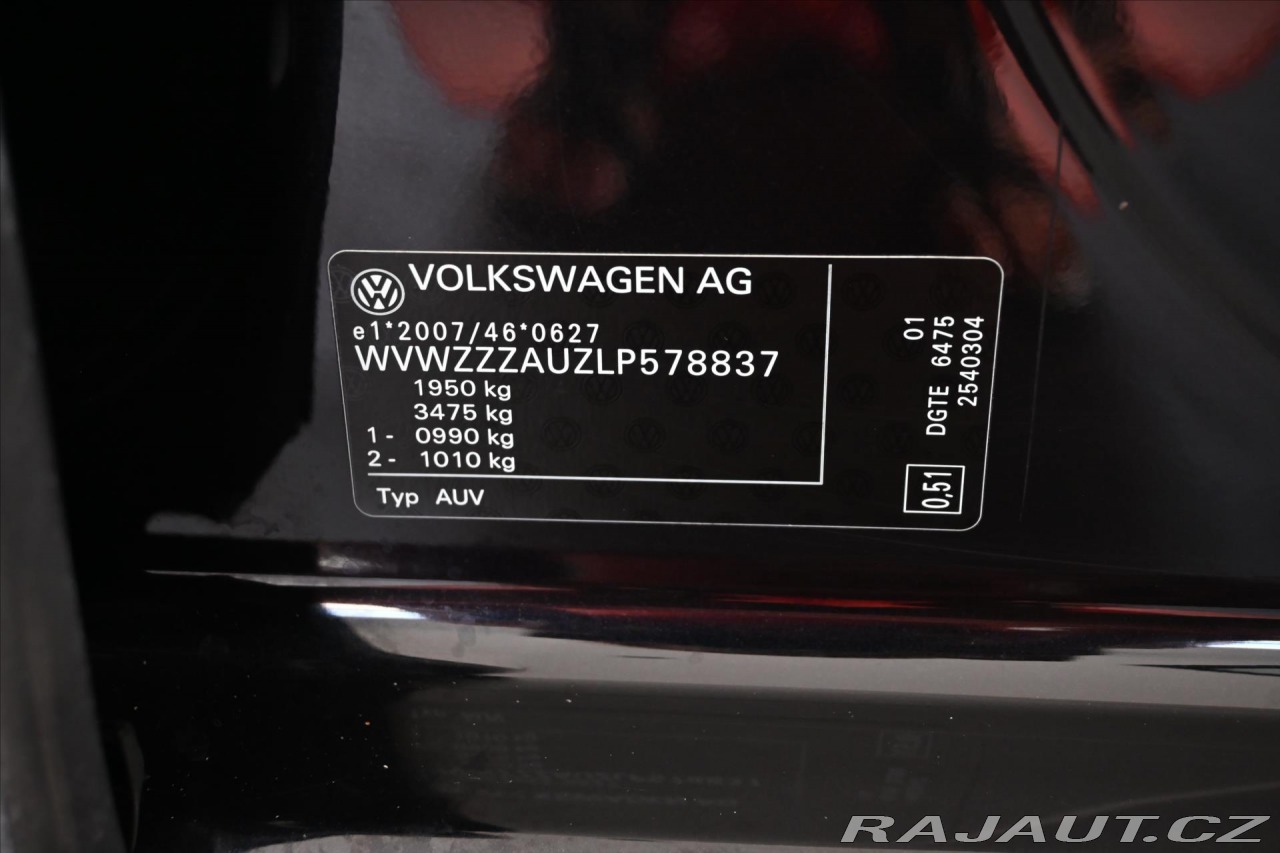 VOLKSWAGEN AG
e1*2007/46*0627
WVWZZZAUZLP578837
1950 kg
3475 kg
1- 0990 kg
2- 1010 kg
Typ AUV
01
DGTE 6475
2540304
0,51
RAJAUT.CZ